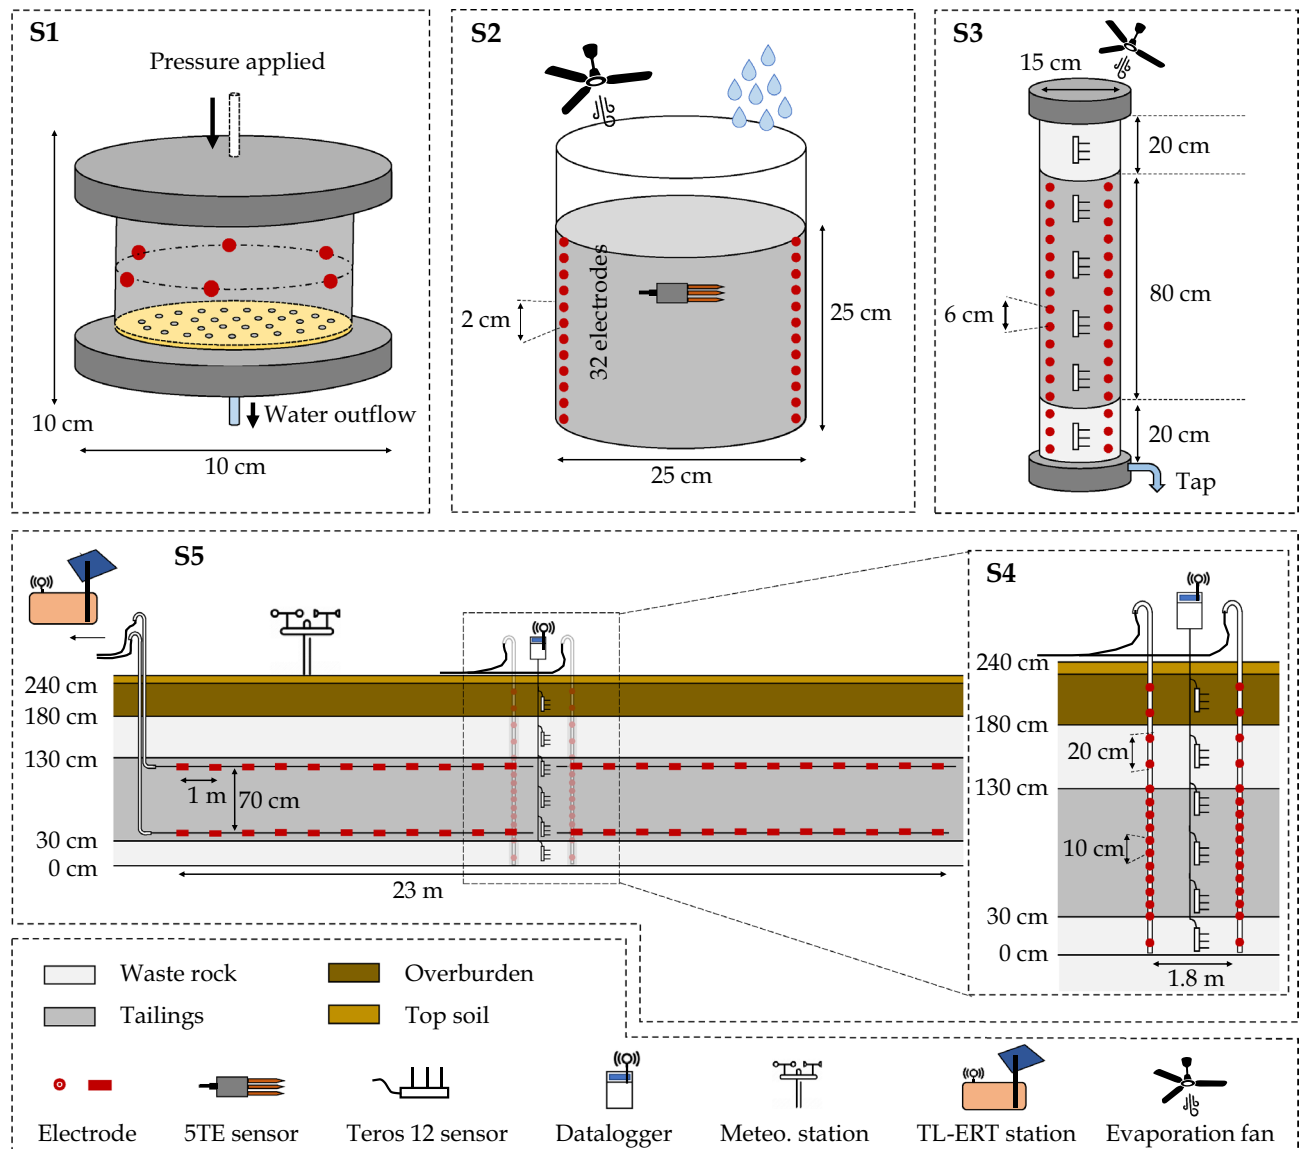 S1
Pressure applied
10 cm
Water outflow
10 cm
S2
2 cm
32 electrodes
25 cm
25 cm
S3
15 cm
20 cm
6 cm
80 cm
20 cm
Tap
S5
240 cm
180 cm
130 cm
1 m
70 cm
30 cm
0 cm
23 m
S4
240 cm
180 cm
20 cm
130 cm
10 cm
30 cm
0 cm
1.8 m
Waste rock
Overburden
Tailings
Top soil
Electrode
5TE sensor
Teros 12 sensor
Datalogger
Meteo. station
TL-ERT station
Evaporation fan